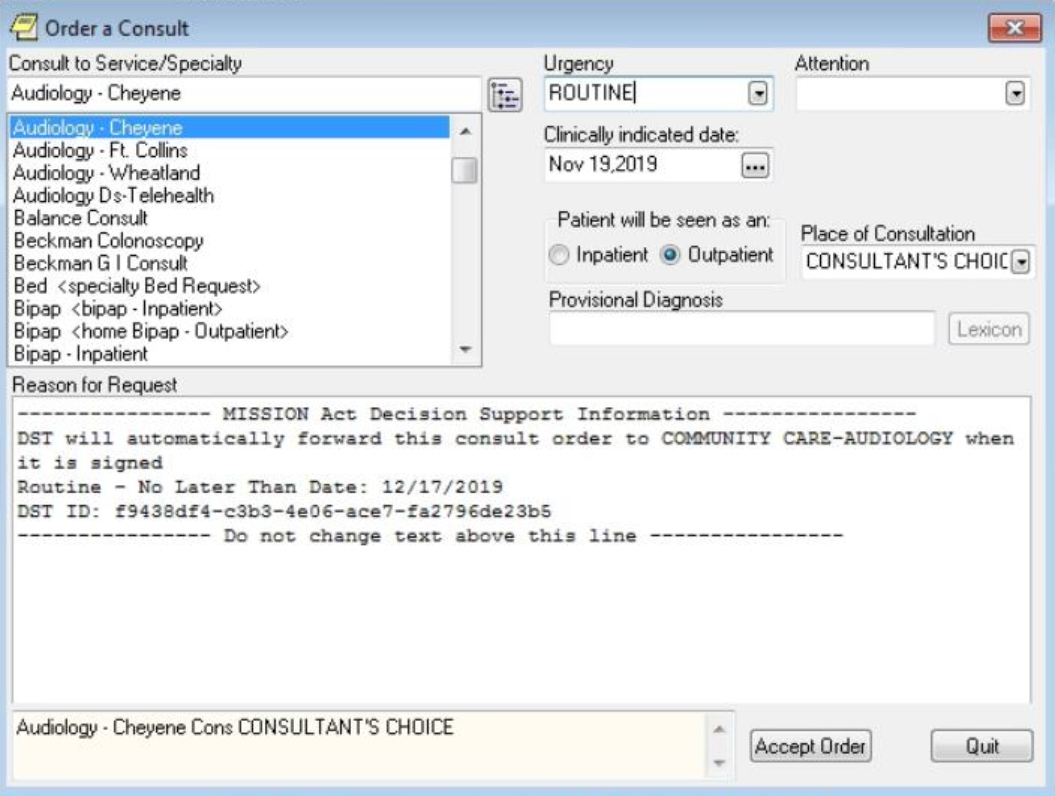 Order a Consult
Consult to Service/Specialty
Audiology - Cheyene
Audiology - Cheyene
Audiology - Ft. Collins
Audiology - Wheatland
Audiology Ds-Telehealth
Balance Consult
Beckman Colonoscopy
Beckman G I Consult
Bed <specialty Bed Request>
Bipap <bipap - Inpatient>
Bipap <home Bipap - Outpatient>
Bipap - Inpatient
Urgency
ROUTINE
Attention
Clinically indicated date:
Nov 19,2019
...
Patient will be seen as an:
Inpatient Outpatient
Place of Consultation
CONSULTANT'S CHOIC
Provisional Diagnosis
Lexicon
Reason for Request
---------------- MISSION Act Decision Support Information ----------------
DST will automatically forward this consult order to COMMUNITY CARE-AUDIOLOGY when
it is signed
Routine - No Later Than Date: 12/17/2019
DST ID: f9438df4-c3b3-4e06-ace7-fa2796de23b5
---------------- Do not change text above this line ----------------
Audiology - Cheyene Cons CONSULTANT'S CHOICE
Accept Order
Quit